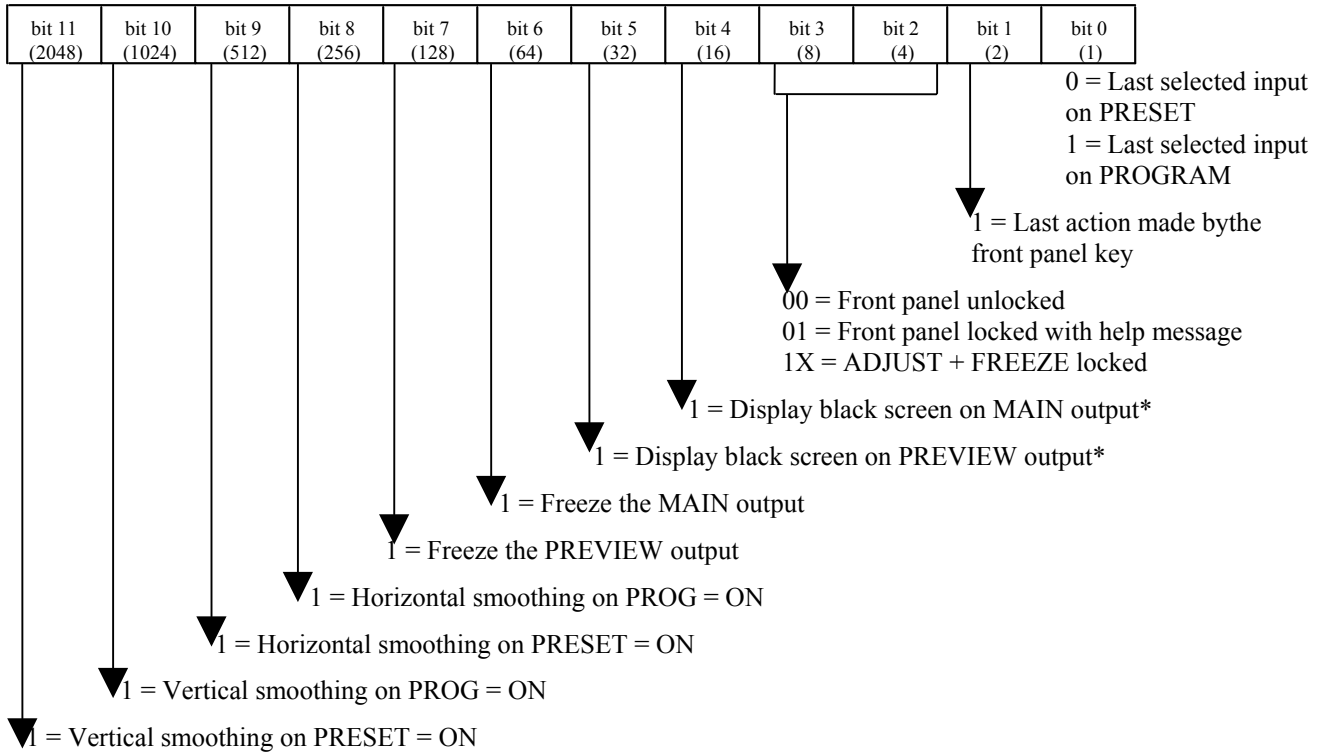 bit 11 bit 10 bit 9 bit 8 bit 7 bit 6 bit 5 bit 4 bit 3 bit 2 bit 1 bit 0
(2048) (1024) (512) (256) (128) (64) (32) (16) (8) (4) (2) (1)
0 = Last selected input
on PRESET
1 = Last selected input
on PROGRAM
1 = Last action made bythe
front panel key
00 = Front panel unlocked
01 = Front panel locked with help message
1X = ADJUST + FREEZE locked
1 = Display black screen on MAIN output*
1 = Display black screen on PREVIEW output*
1 = Freeze the MAIN output
1 = Freeze the PREVIEW output
1 = Horizontal smoothing on PROG = ON
1 = Horizontal smoothing on PRESET = ON
1 = Vertical smoothing on PROG = ON
1 = Vertical smoothing on PRESET = ON